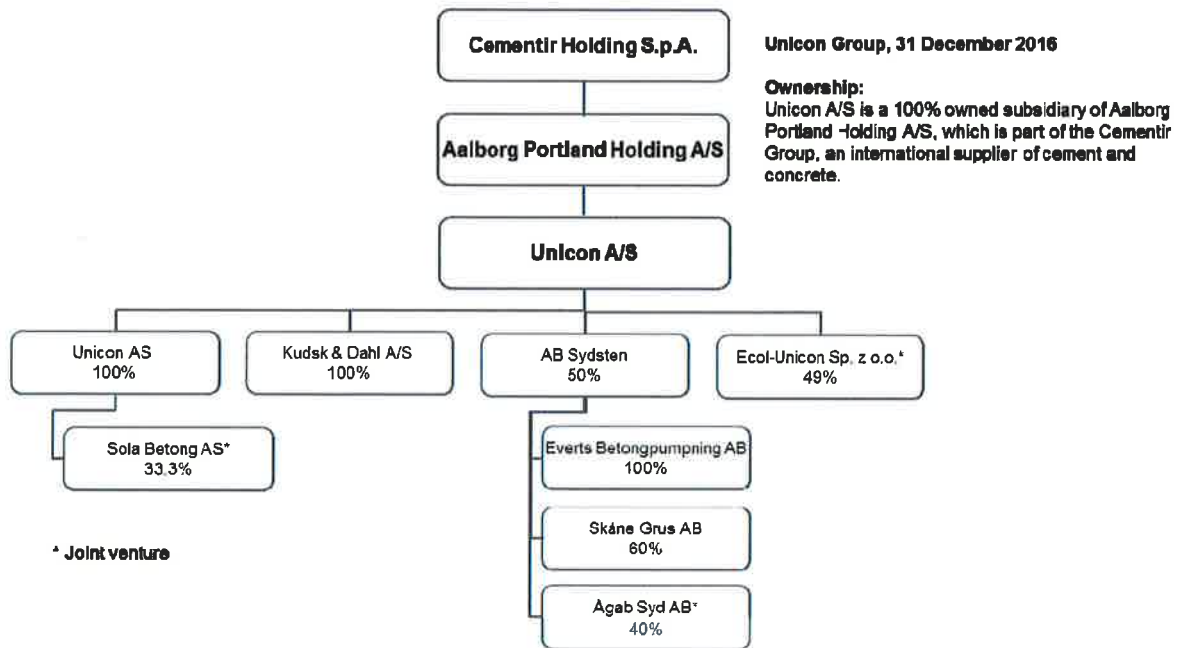 Cementir Holding S.p.A.
Unicon Group, 31 December 2016
Ownership:
Unicon A/S is a 100% owned subsidiary of Aalborg
Portland Holding A/S, which is part of the Cementir
Group, an international supplier of cement and
concrete.
Aalborg Portland Holding A/S
Unicon A/S
Unicon AS
100%
Kudsk & Dahl A/S
100%
AB Sydsten
50%
Ecol-Unicon Sp. z o.o.*
49%
Sola Betong AS*
33,3%
Everts Betongpumpning AB
100%
Skåne Grus AB
60%
Ågab Syd AB*
40%
* Joint venture